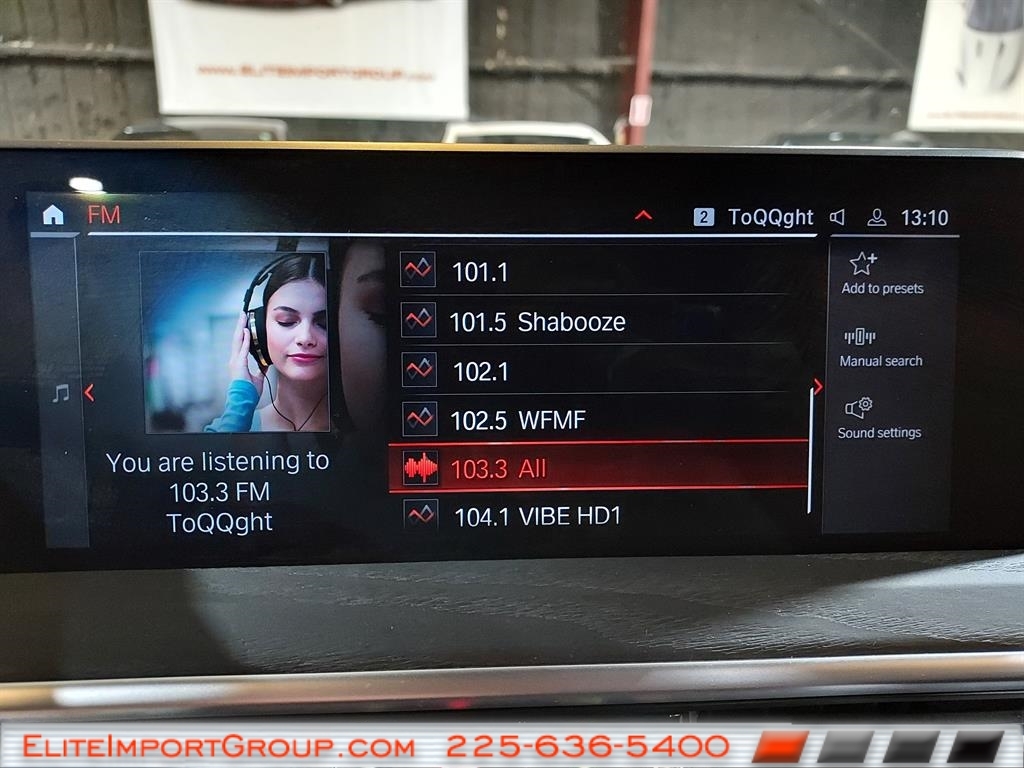 www.EliteImportGroup.com
FM
2 ToQQght 13:10
101.1
101.5 Shabooze
102.1
102.5 WFMF
103.3 All
104.1 VIBE HD1
You are listening to
103.3 FM
ToQQght
Add to presets
Manual search
Sound settings
EliteImportGroup.com 225-636-5400